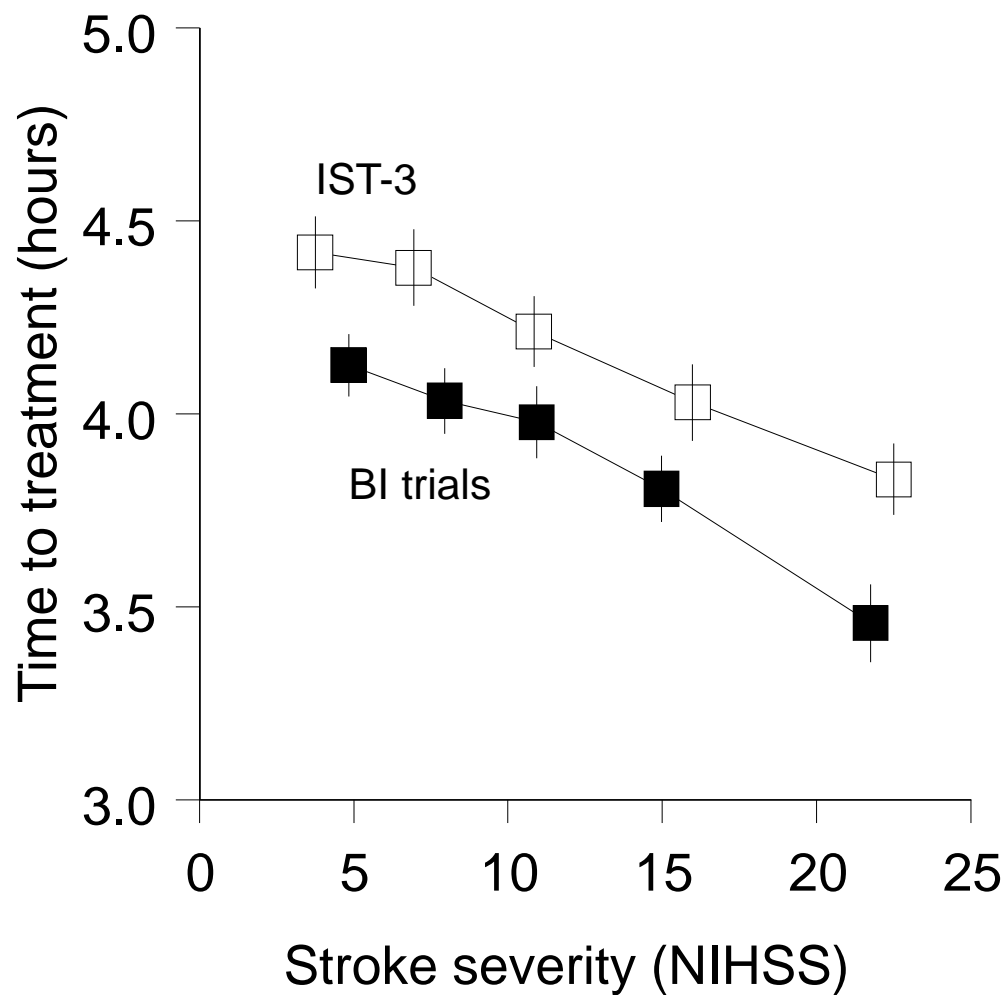 Time to treatment (hours)
5.0
4.5
4.0
3.5
3.0
IST-3
BI trials
0 5 10 15 20 25
Stroke severity (NIHSS)